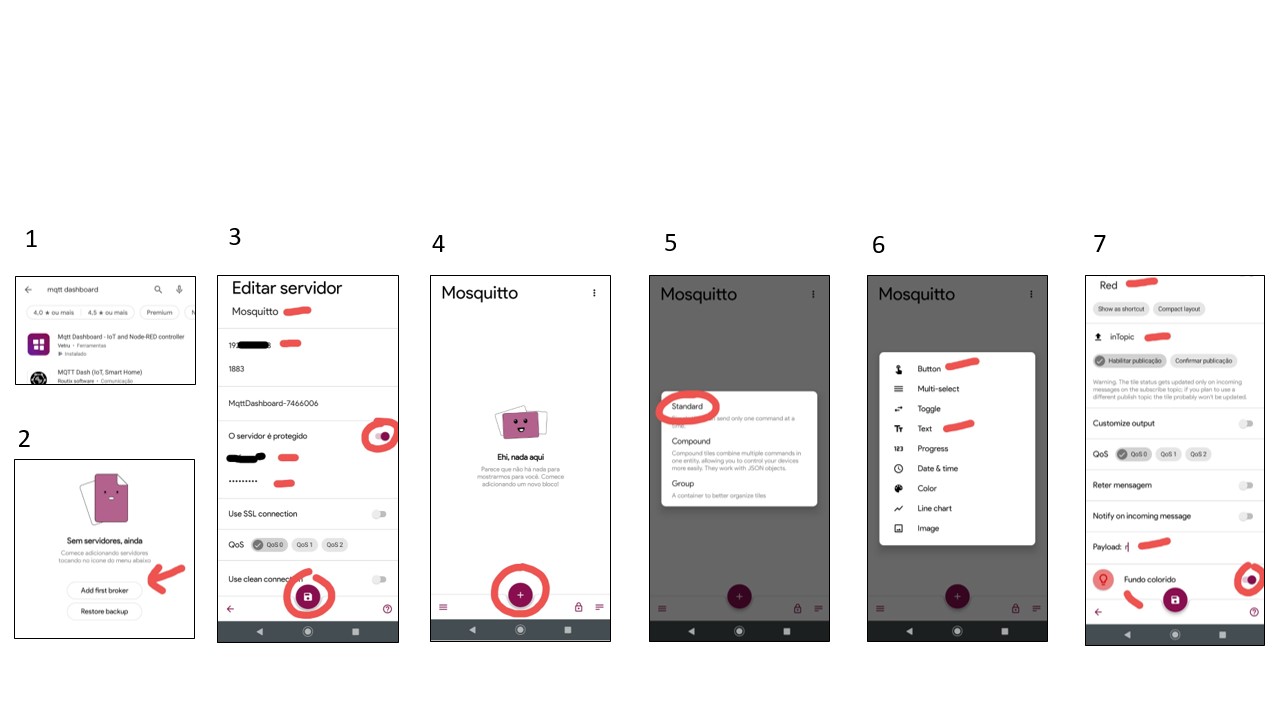 1
mqtt dashboard
4,0 ★ ou mais
4,5 ★ ou mais
Premium
Mqtt Dashboard - IoT and Node-RED controller
Vetru • Ferramentas
Instalado
MQTT Dash (IoT, Smart Home)
Routix software • Comunicação
2
Sem servidores, ainda
Comece adicionando servidores
tocando no ícone do menu abaixo
Add first broker
Restore backup
3
Editar servidor
Mosquitto
1883
MqttDashboard-7466006
O servidor é protegido
•••••••••
Use SSL connection
QoS
QoS 0
QoS 1
QoS 2
Use clean connection
4
Mosquitto
Ehi, nada aqui
Parece que não há nada para
mostrarmos para você. Comece
adicionando um novo bloco!
5
Mosquitto
Standard
send only one command at a
Compound
Compound tiles combine multiple commands in
one entity, allowing you to control your devices
more easily. They work with JSON objects.
Group
A container to better organize tiles
6
Mosquitto
Button
Multi-select
Toggle
Tт Text
123 Progress
Date & time
Color
Line chart
Image
7
Red
Show as shortcut
Compact layout
inTopic
Habilitar publicação
Confirmar publicação
Warning. The tile status gets updated only on incoming
messages on the subscribe topic. if you plan to use a
different publish topic the tile probably won't be updated.
Customize output
QoS
QoS 0
QoS 1
QoS 2
Reter mensagem
Notify on incoming message
Payload: r
Fundo colorido